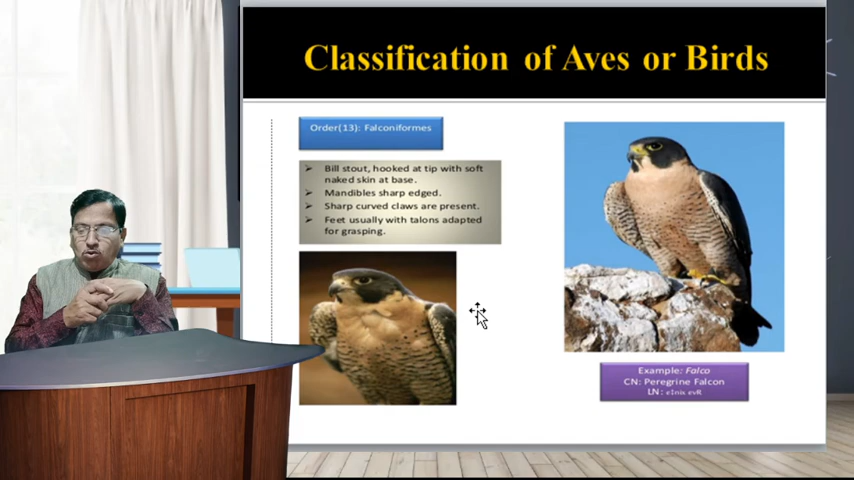 Classification of Aves or Birds
Order(13): Falconiformes
➢ Bill stout, hooked at tip with soft
naked skin at base.
➢ Mandibles sharp edged.
➢ Sharp curved claws are present.
➢ Feet usually with talons adapted
for grasping.
Example: Falco
CN: Peregrine Falcon
LN: